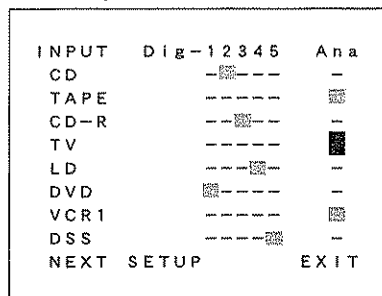 INPUT Dig-12345 Ana
CD ----- -
TAPE -----
CD-R ----- -
TV -----
LD ----- -
DVD ----- -
VCR1 -----
DSS ----- -
NEXT SETUP EXIT